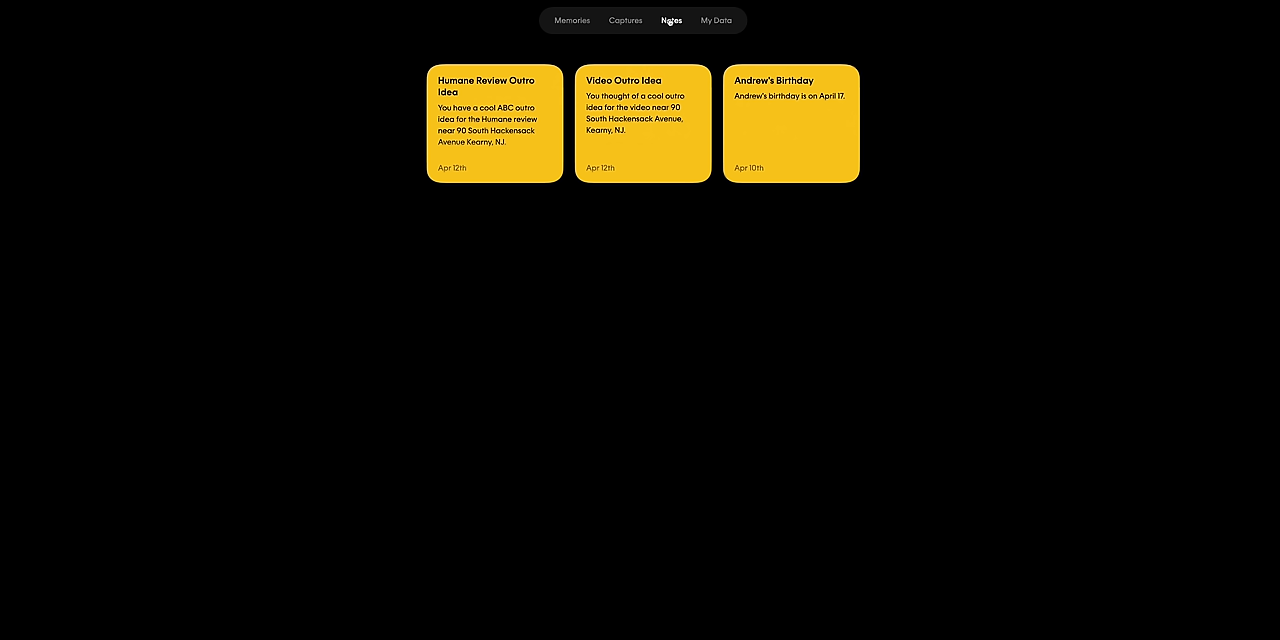 Memories Captures Notes My Data
Humane Review Outro
Idea
You have a cool ABC outro
idea for the Humane review
near 90 South Hackensack
Avenue Kearny, NJ.
Apr 12th
Video Outro Idea
You thought of a cool outro
idea for the video near 90
South Hackensack Avenue,
Kearny, NJ.
Apr 12th
Andrew's Birthday
Andrew's birthday is on April 17.
Apr 10th